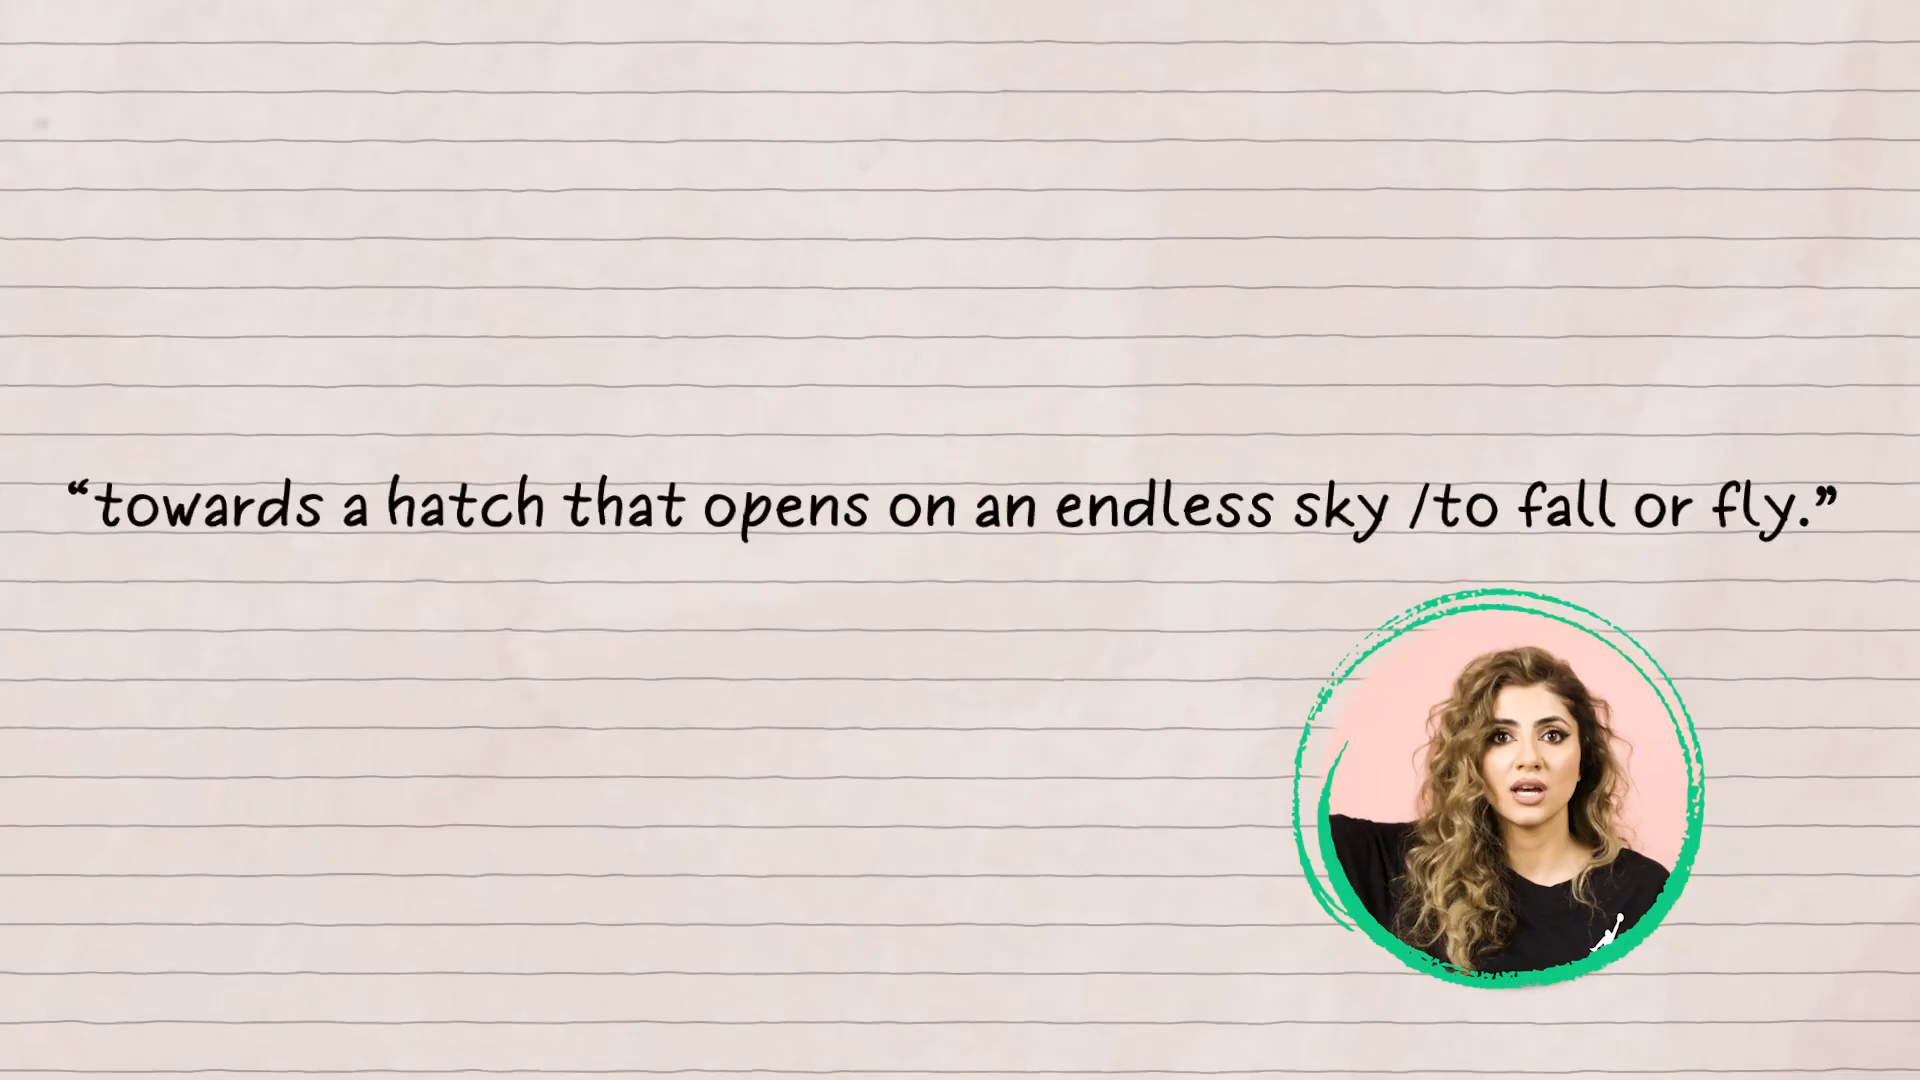 “towards a hatch that opens on an endless sky /to fall or fly.”